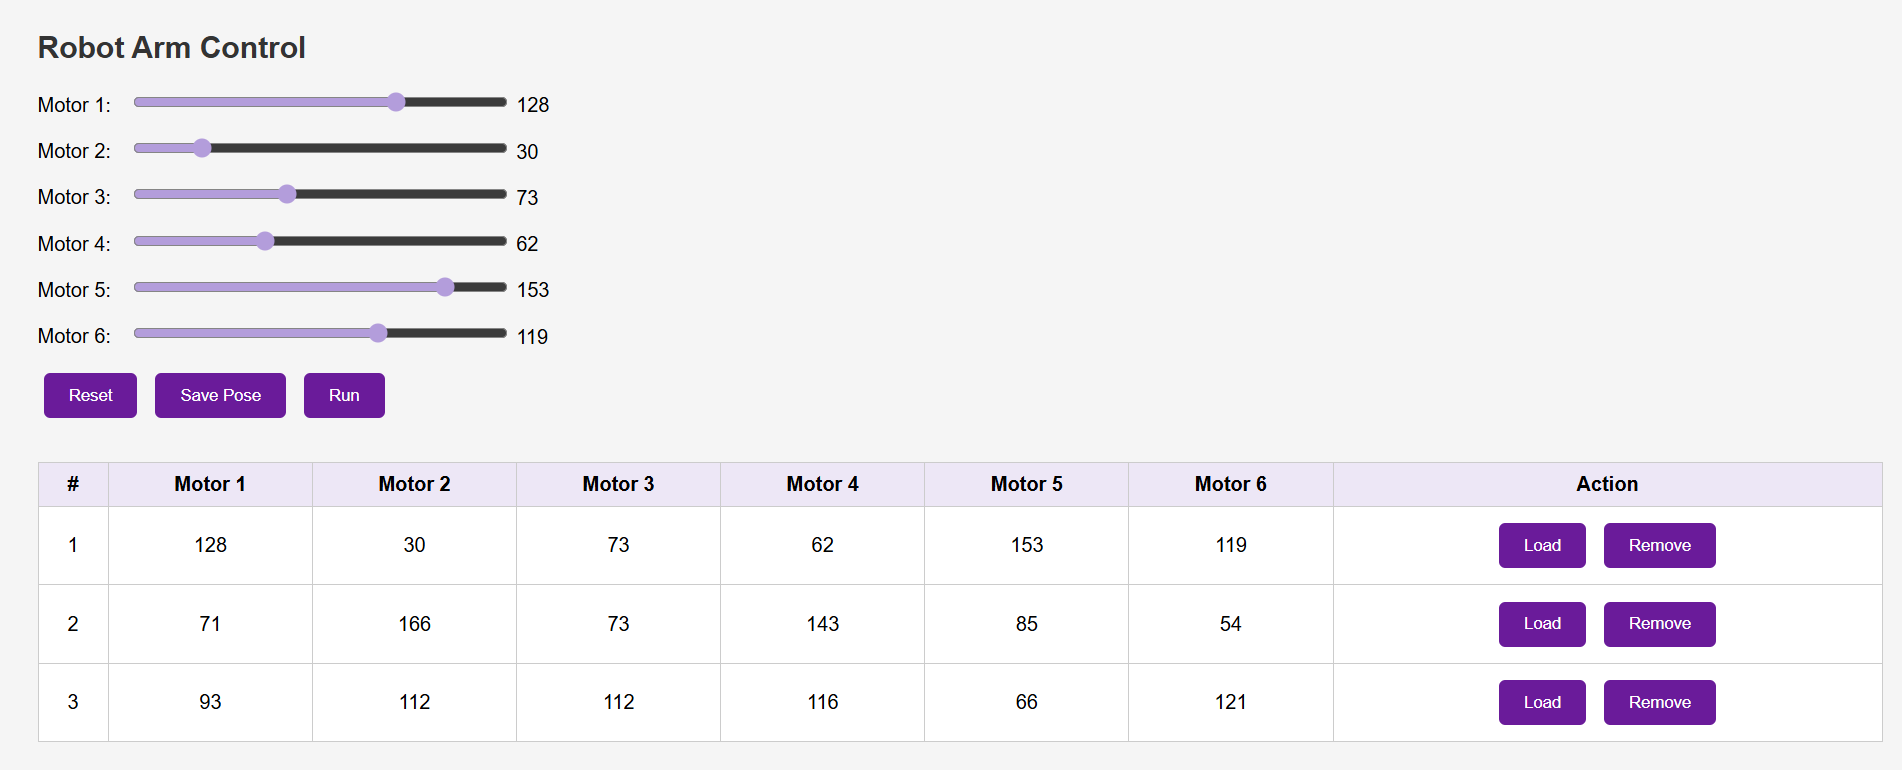 Robot Arm Control
Motor 1: 128
Motor 2: 30
Motor 3: 73
Motor 4: 62
Motor 5: 153
Motor 6: 119
Reset Save Pose Run
# Motor 1 Motor 2 Motor 3 Motor 4 Motor 5 Motor 6 Action
1 128 30 73 62 153 119 Load Remove
2 71 166 73 143 85 54 Load Remove
3 93 112 112 116 66 121 Load Remove